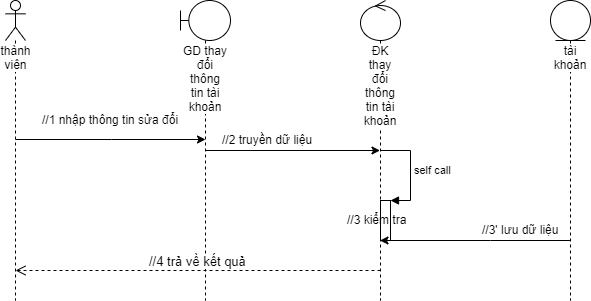 thành
viên
GD thay
đổi
thông
tin tài
khoản
ĐK
thay
đổi
thông
tin tài
khoản
tài
khoản
//1 nhập thông tin sửa đổi
//2 truyền dữ liệu
self call
//3 kiểm tra
//3' lưu dữ liệu
//4 trả về kết quả